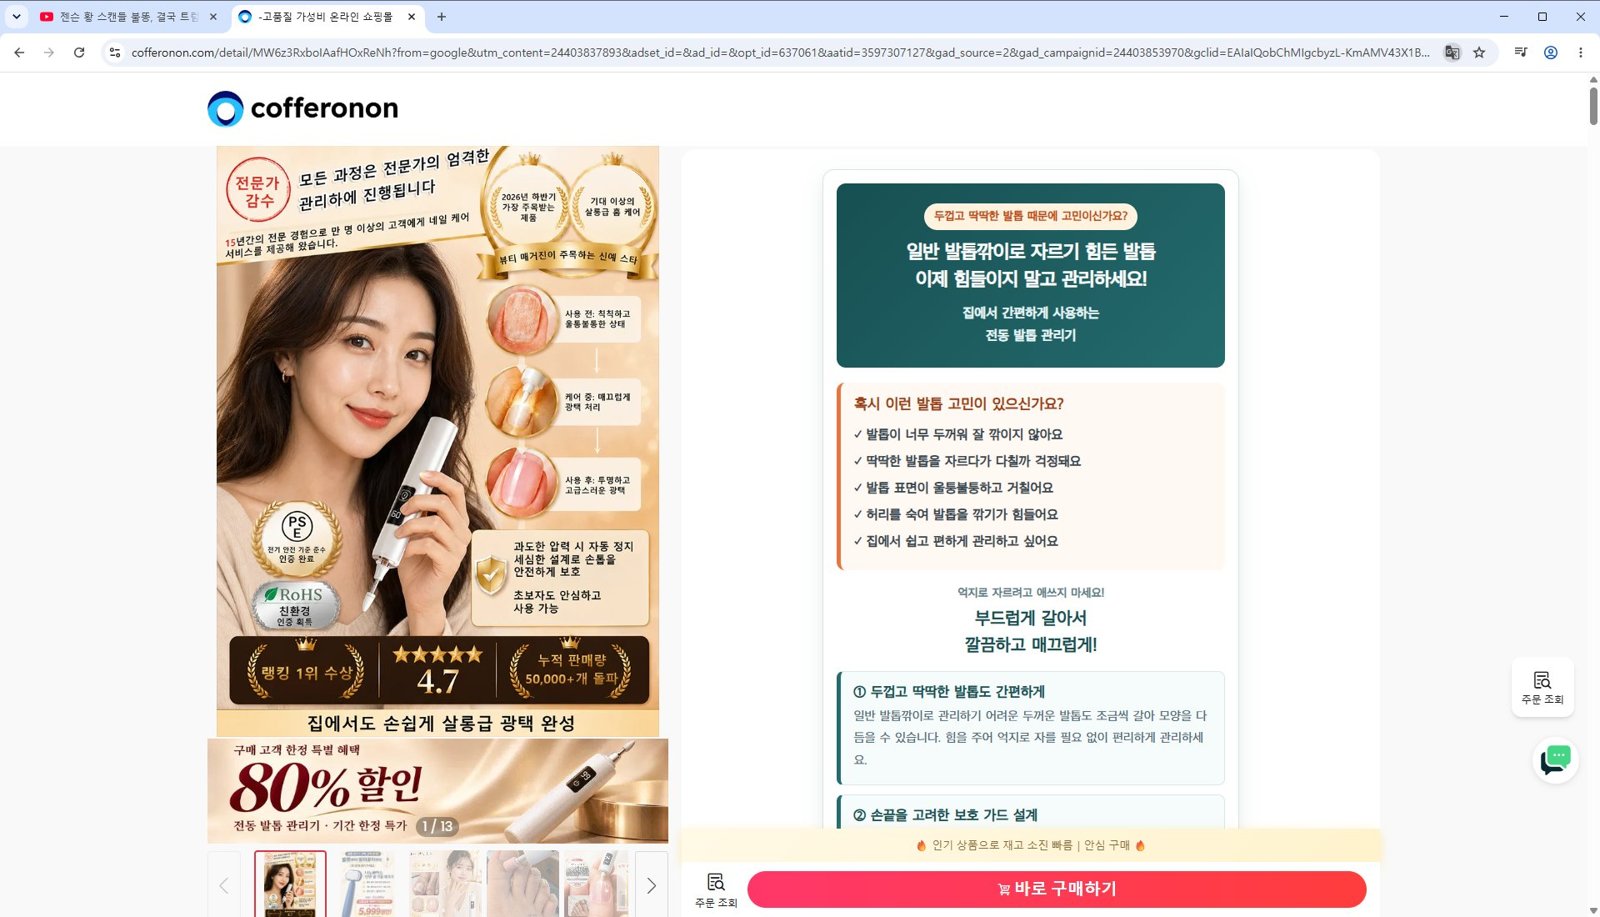 젠슨 황 스캔들 불똥, 결국 트럼
-고품질 가성비 온라인 쇼핑몰
cofferonon.com/detail/MW6z3RxboIAafHOxReNh?from=google&utm_content=24403837893&adset_id=&ad_id=&opt_id=637061&aatid=3597307127&gad_source=2&gad_campaignid=24403853970&gclid=EAIaIQobChMIgcbyzL-KmAMV43X1B...
cofferonon
전문가
감수
모든 과정은 전문가의 엄격한
관리하에 진행됩니다
15년간의 전문 경험으로 만 명 이상의 고객에게 네일 케어
서비스를 제공해 왔습니다.
2026년 하반기
가장 주목받는
제품
기대 이상의
살롱급 홈 케어
뷰티 매거진이 주목하는 신예 스타
사용 전: 칙칙하고
울퉁불퉁한 상태
케어 중: 매끄럽게
광택 처리
사용 후: 투명하고
고급스러운 광택
PS
E
전기 안전 기준 준수
인증 완료
RoHS
친환경
인증 획득
과도한 압력 시 자동 정지
세심한 설계로 손톱을
안전하게 보호
초보자도 안심하고
사용 가능
랭킹 1위 수상
4.7
누적 판매량
50,000+개 돌파
집에서도 손쉽게 살롱급 광택 완성
구매 고객 한정 특별 혜택
80% 할인
전동 발톱 관리기 · 기간 한정 특가
1 / 13
5,999
두껍고 딱딱한 발톱 때문에 고민이신가요?
일반 발톱깎이로 자르기 힘든 발톱
이제 힘들이지 말고 관리하세요!
집에서 간편하게 사용하는
전동 발톱 관리기
혹시 이런 발톱 고민이 있으신가요?
✓ 발톱이 너무 두꺼워 잘 깎이지 않아요
✓ 딱딱한 발톱을 자르다가 다칠까 걱정돼요
✓ 발톱 표면이 울퉁불퉁하고 거칠어요
✓ 허리를 숙여 발톱을 깎기가 힘들어요
✓ 집에서 쉽고 편하게 관리하고 싶어요
억지로 자르려고 애쓰지 마세요!
부드럽게 갈아서
깔끔하고 매끄럽게!
① 두껍고 딱딱한 발톱도 간편하게
일반 발톱깎이로 관리하기 어려운 두꺼운 발톱도 조금씩 갈아 모양을 다
듬을 수 있습니다. 힘을 주어 억지로 자를 필요 없이 편리하게 관리하세
요.
② 손끝을 고려한 보호 가드 설계
🔥 인기 상품으로 재고 소진 빠름 | 안심 구매 🔥
주문 조회
바로 구매하기
주문 조회